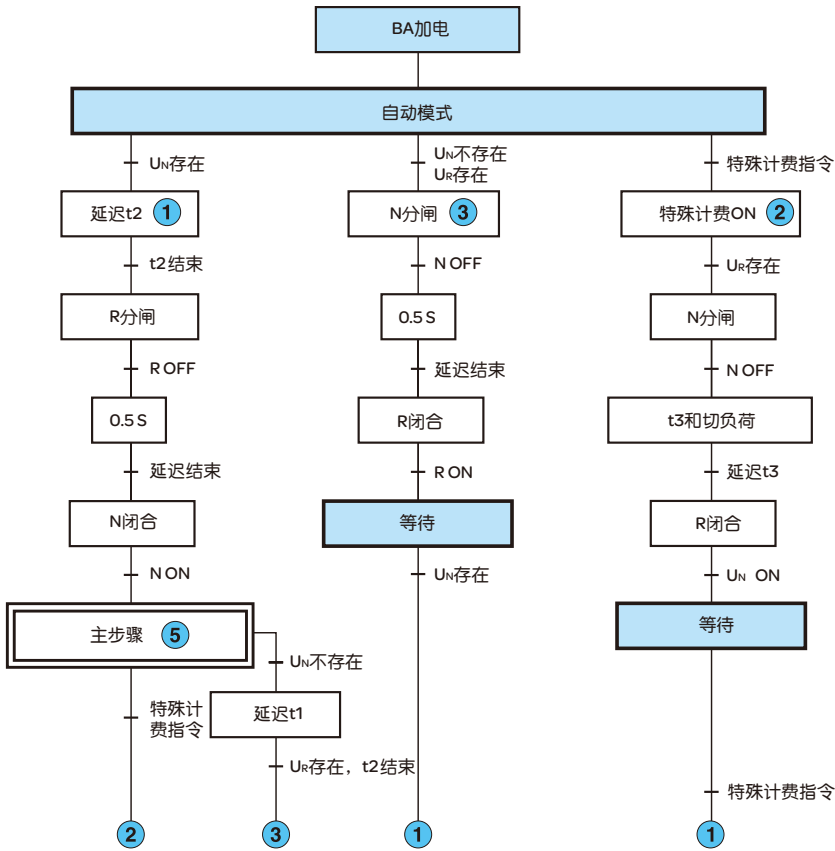 BA加电
自动模式
UN存在
UN不存在
UR存在
特殊计费指令
延迟t2 1
N分闸 3
特殊计费ON 2
t2结束
N OFF
UR存在
R分闸
0.5 S
N分闸
R OFF
延迟结束
N OFF
0.5 S
R闭合
t3和切负荷
延迟结束
R ON
延迟t3
N闭合
等待
R闭合
N ON
UN存在
UN ON
主步骤 5
等待
UN不存在
特殊计
费指令
延迟t1
UR存在，t2结束
特殊计费指令
2
3
1
1